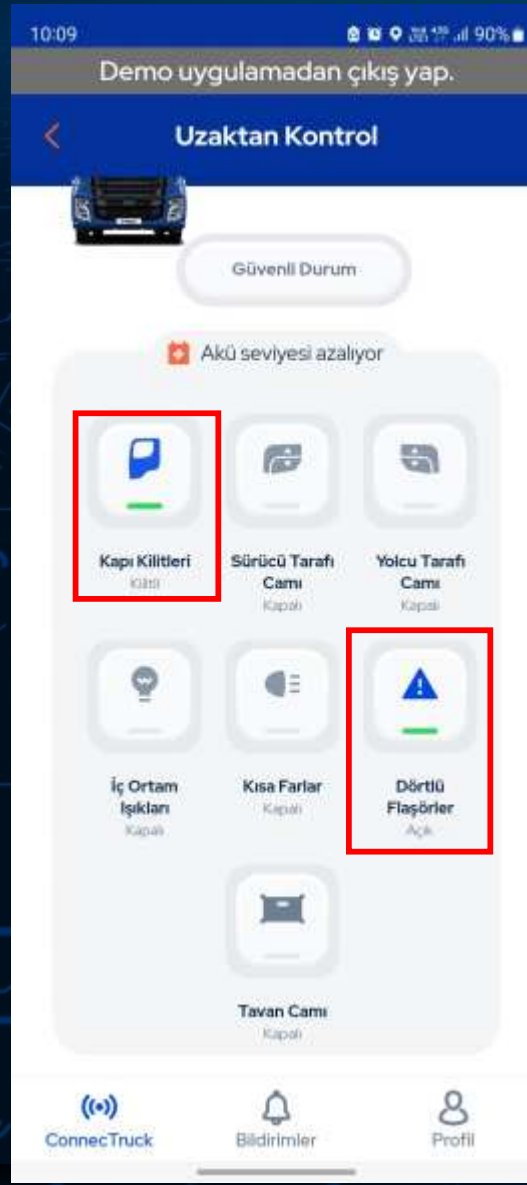 10:09
90%
Demo uygulamadan çıkış yap.
Uzaktan Kontrol
Güvenli Durum
Akü seviyesi azalıyor
Kapı Kilitleri
Kilitli
Sürücü Tarafı
Camı
Kapalı
Yolcu Tarafı
Camı
Kapalı
İç Ortam
Işıkları
Kapalı
Kısa Farlar
Kapalı
Dörtlü
Flaşörler
Açık
Tavan Camı
Kapalı
ConnecTruck
Bildirimler
Profil